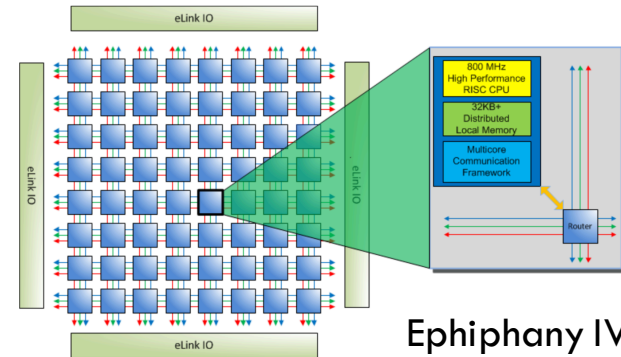 eLink IO
eLink IO
eLink IO
eLink IO
800 MHz
High Performance
RISC CPU
32KB+
Distributed
Local Memory
Multicore
Communication
Framework
Router
Ephiphany IV